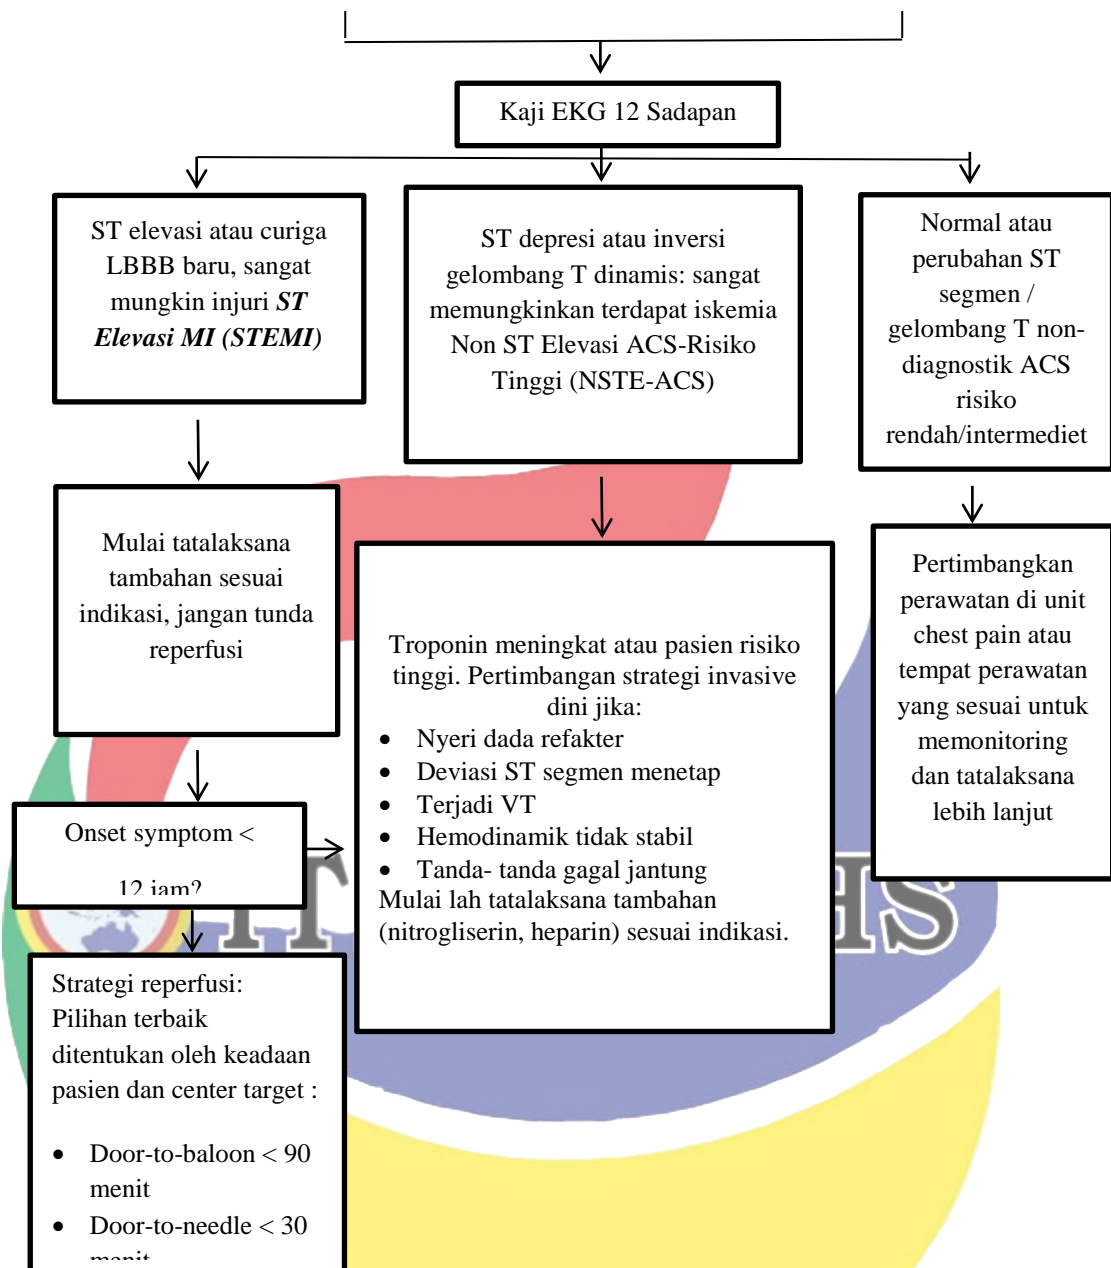 Kaji EKG 12 Sadapan
ST elevasi atau curiga
LBBB baru, sangat
mungkin injuri ST
Elevasi MI (STEMI)
ST depresi atau inversi
gelombang T dinamis: sangat
memungkinkan terdapat iskemia
Non ST Elevasi ACS-Risiko
Tinggi (NSTE-ACS)
Normal atau
perubahan ST
segmen /
gelombang T non-
diagnostik ACS
risiko
rendah/intermediet
Mulai tatalaksana
tambahan sesuai
indikasi, jangan tunda
reperfusi
Troponin meningkat atau pasien risiko
tinggi. Pertimbangan strategi invasive
dini jika:
• Nyeri dada refakter
• Deviasi ST segmen menetap
• Terjadi VT
• Hemodinamik tidak stabil
• Tanda- tanda gagal jantung
Mulai lah tatalaksana tambahan
(nitrogliserin, heparin) sesuai indikasi.
Pertimbangkan
perawatan di unit
chest pain atau
tempat perawatan
yang sesuai untuk
memonitoring
dan tatalaksana
lebih lanjut
Onset symptom <
12 jam?
Strategi reperfusi:
Pilihan terbaik
ditentukan oleh keadaan
pasien dan center target :
• Door-to-baloon < 90
menit
• Door-to-needle < 30
menit